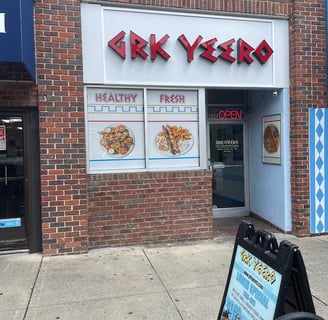 GRK YEERO
HEALTHY FRESH
OPEN
GRK YEERO